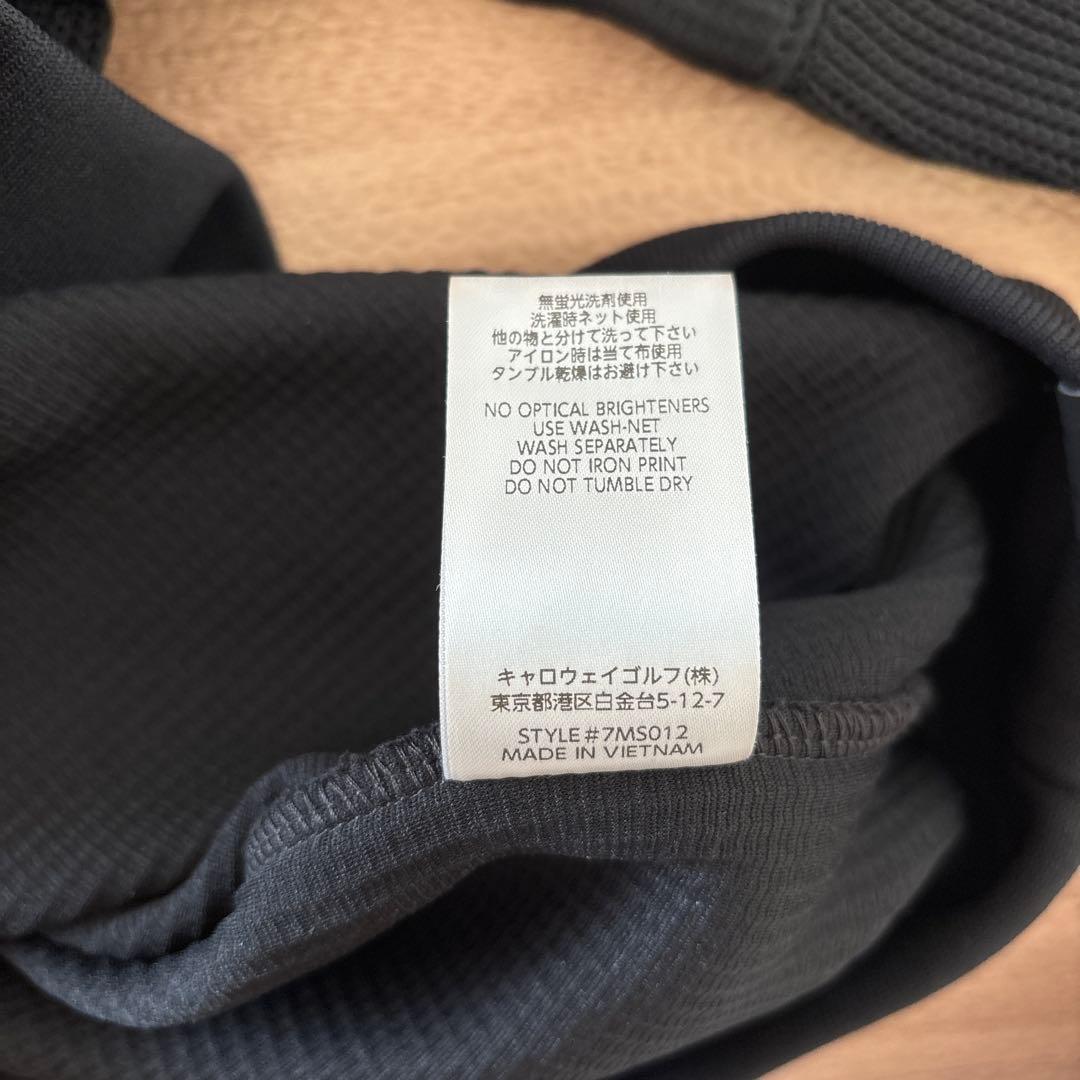 無蛍光洗剤使用
洗濯時ネット使用
他の物と分けて洗って下さい
アイロン時は当て布使用
タンブル乾燥はお避け下さい
NO OPTICAL BRIGHTENERS
USE WASH-NET
WASH SEPARATELY
DO NOT IRON PRINT
DO NOT TUMBLE DRY
キャロウェイゴルフ(株)
東京都港区白金台5-12-7
STYLE#7MS012
MADE IN VIETNAM